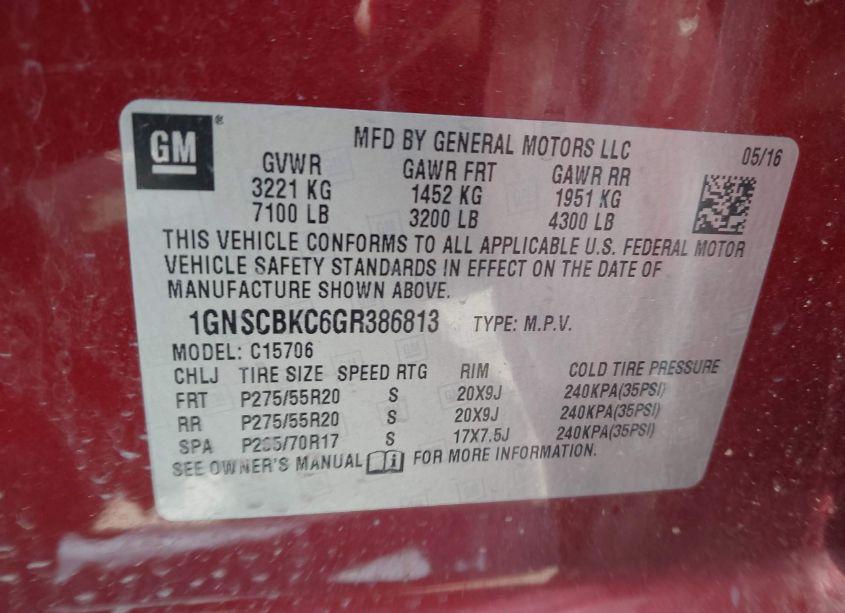 GM®
MFD BY GENERAL MOTORS LLC 05/16
GVWR GAWR FRT GAWR RR
3221 KG 1452 KG 1951 KG
7100 LB 3200 LB 4300 LB
THIS VEHICLE CONFORMS TO ALL APPLICABLE U.S. FEDERAL MOTOR
VEHICLE SAFETY STANDARDS IN EFFECT ON THE DATE OF
MANUFACTURE SHOWN ABOVE.
1GNSCBKC6GR386813 TYPE: M.P.V.
MODEL: C15706
CHLJ TIRE SIZE SPEED RTG RIM COLD TIRE PRESSURE
FRT P275/55R20 S 20X9J 240KPA(35PSI)
RR P275/55R20 S 20X9J 240KPA(35PSI)
SPA P265/70R17 S 17X7.5J 240KPA(35PSI)
SEE OWNER'S MANUAL FOR MORE INFORMATION.